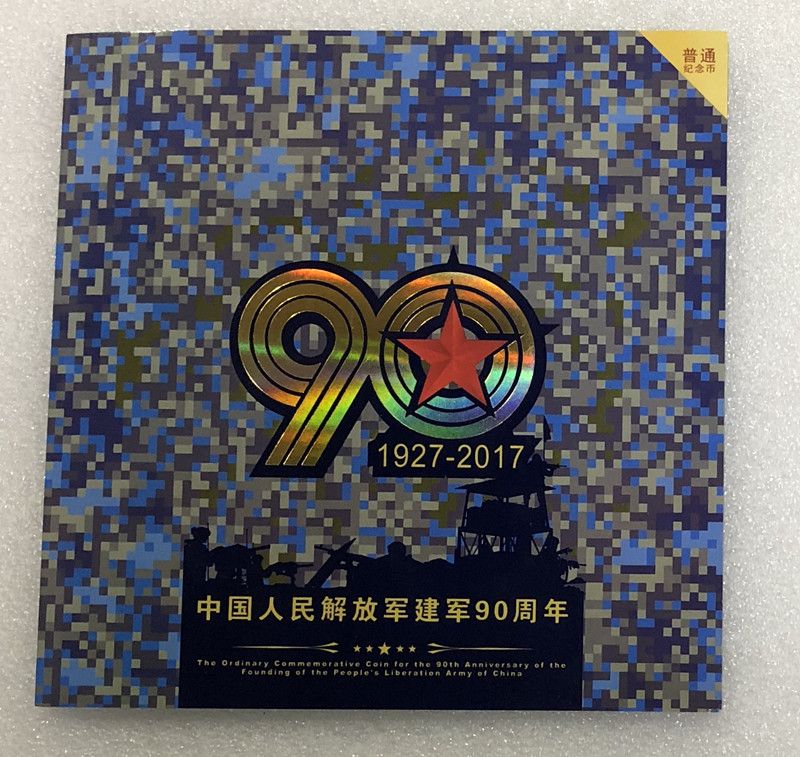 普通
纪念币
90
1927-2017
中国人民解放军建军90周年
The Ordinary Commemorative Coin for the 90th Anniversary of the
Founding of the People's Liberation Army of China